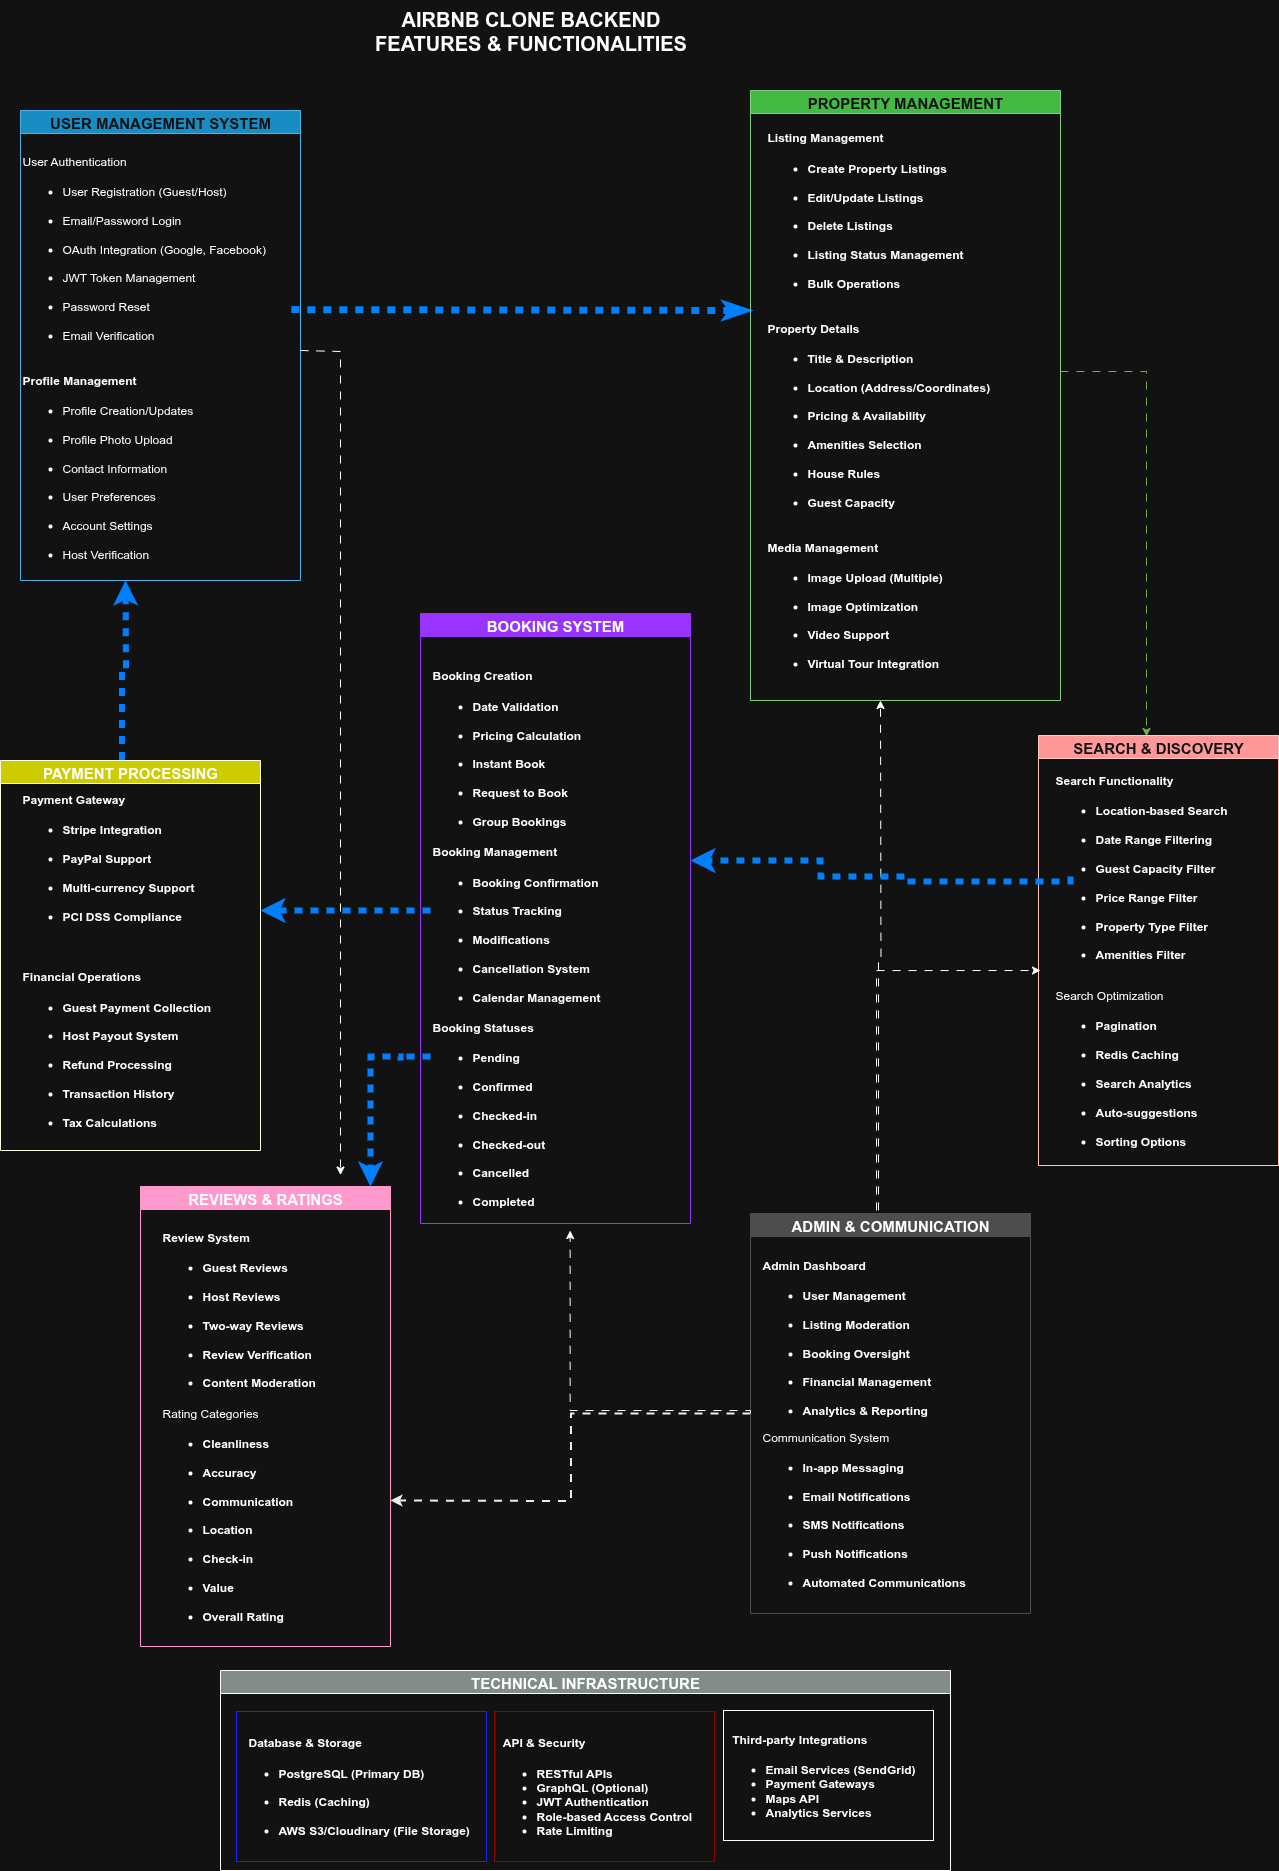 AIRBNB CLONE BACKEND
FEATURES & FUNCTIONALITIES
USER MANAGEMENT SYSTEM
User Authentication
User Registration (Guest/Host)
Email/Password Login
OAuth Integration (Google, Facebook)
JWT Token Management
Password Reset
Email Verification
Profile Management
Profile Creation/Updates
Profile Photo Upload
Contact Information
User Preferences
Account Settings
Host Verification
PROPERTY MANAGEMENT
Listing Management
Create Property Listings
Edit/Update Listings
Delete Listings
Listing Status Management
Bulk Operations
Property Details
Title & Description
Location (Address/Coordinates)
Pricing & Availability
Amenities Selection
House Rules
Guest Capacity
Media Management
Image Upload (Multiple)
Image Optimization
Video Support
Virtual Tour Integration
BOOKING SYSTEM
Booking Creation
Date Validation
Pricing Calculation
Instant Book
Request to Book
Group Bookings
Booking Management
Booking Confirmation
Status Tracking
Modifications
Cancellation System
Calendar Management
Booking Statuses
Pending
Confirmed
Checked-in
Checked-out
Cancelled
Completed
SEARCH & DISCOVERY
Search Functionality
Location-based Search
Date Range Filtering
Guest Capacity Filter
Price Range Filter
Property Type Filter
Amenities Filter
Search Optimization
Pagination
Redis Caching
Search Analytics
Auto-suggestions
Sorting Options
PAYMENT PROCESSING
Payment Gateway
Stripe Integration
PayPal Support
Multi-currency Support
PCI DSS Compliance
Financial Operations
Guest Payment Collection
Host Payout System
Refund Processing
Transaction History
Tax Calculations
REVIEWS & RATINGS
Review System
Guest Reviews
Host Reviews
Two-way Reviews
Review Verification
Content Moderation
Rating Categories
Cleanliness
Accuracy
Communication
Location
Check-in
Value
Overall Rating
ADMIN & COMMUNICATION
Admin Dashboard
User Management
Listing Moderation
Booking Oversight
Financial Management
Analytics & Reporting
Communication System
In-app Messaging
Email Notifications
SMS Notifications
Push Notifications
Automated Communications
TECHNICAL INFRASTRUCTURE
Database & Storage
PostgreSQL (Primary DB)
Redis (Caching)
AWS S3/Cloudinary (File Storage)
API & Security
RESTful APIs
GraphQL (Optional)
JWT Authentication
Role-based Access Control
Rate Limiting
Third-party Integrations
Email Services (SendGrid)
Payment Gateways
Maps API
Analytics Services